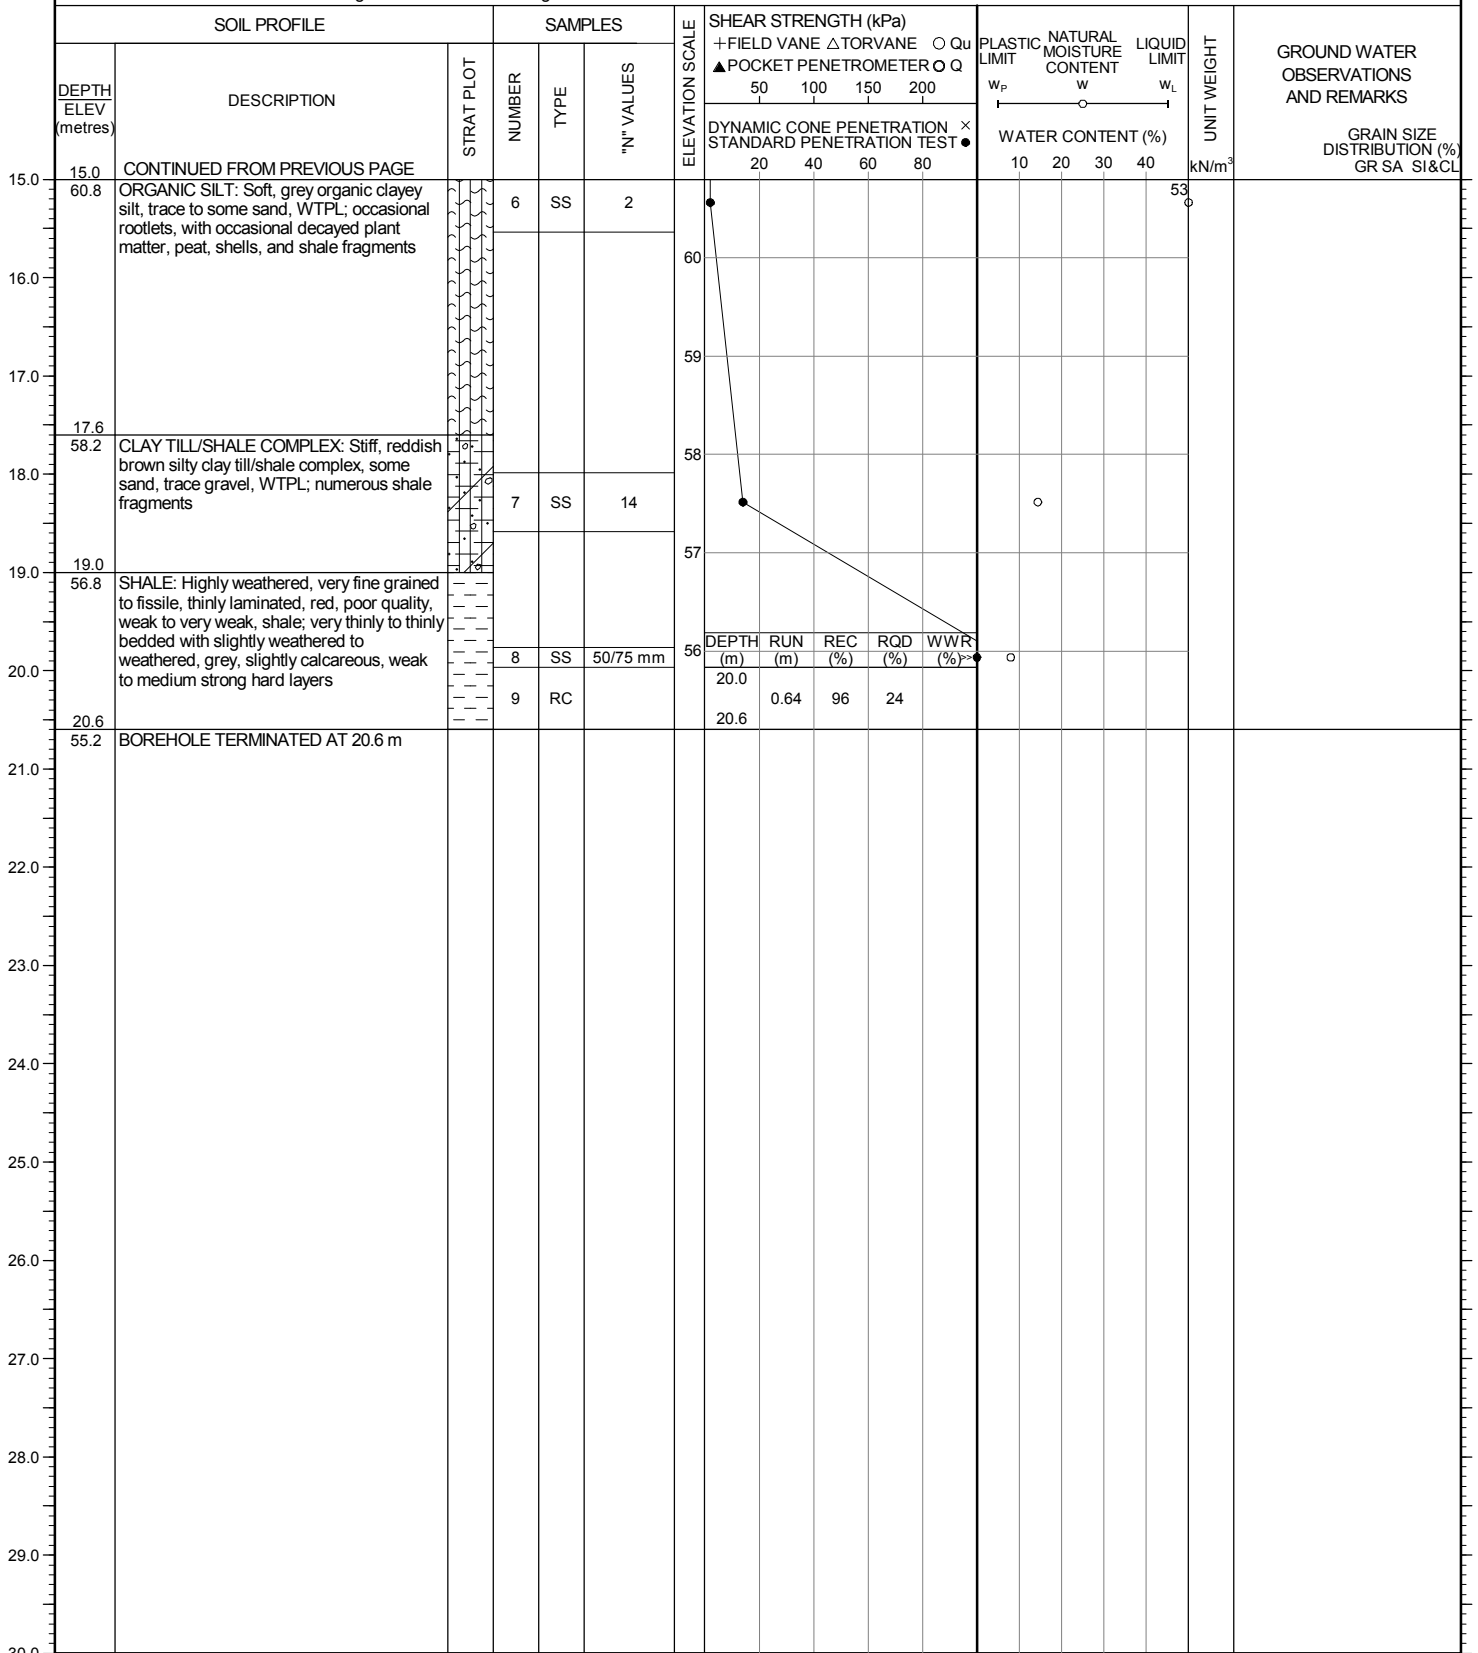 SOIL PROFILE
SAMPLES
DEPTH
ELEV
(metres)
DESCRIPTION
STRAT PLOT
NUMBER
TYPE
"N" VALUES
ELEVATION SCALE
SHEAR STRENGTH (kPa)
+FIELD VANE △TORVANE ○ Qu
▲POCKET PENETROMETER O Q
50 100 150 200
DYNAMIC CONE PENETRATION ×
STANDARD PENETRATION TEST ●
20 40 60 80
PLASTIC LIMIT
NATURAL MOISTURE CONTENT
LIQUID LIMIT
wP w wL
WATER CONTENT (%)
10 20 30 40
UNIT WEIGHT
kN/m³
GROUND WATER
OBSERVATIONS
AND REMARKS
GRAIN SIZE
DISTRIBUTION (%)
GR SA SI&CL
15.0 CONTINUED FROM PREVIOUS PAGE
15.0
60.8 ORGANIC SILT: Soft, grey organic clayey
silt, trace to some sand, WTPL; occasional
rootlets, with occasional decayed plant
matter, peat, shells, and shale fragments
6 SS 2
53
60
16.0
59
17.0
17.6
58.2 CLAY TILL/SHALE COMPLEX: Stiff, reddish
brown silty clay till/shale complex, some
sand, trace gravel, WTPL; numerous shale
fragments
58
18.0
7 SS 14
57
19.0
19.0
56.8 SHALE: Highly weathered, very fine grained
to fissile, thinly laminated, red, poor quality,
weak to very weak, shale; very thinly to thinly
bedded with slightly weathered to
weathered, grey, slightly calcareous, weak
to medium strong hard layers
8 SS 50/75 mm
56
DEPTH RUN REC RQD WWR
(m) (m) (%) (%) (%)>>
20.0
9 RC
20.0
0.64 96 24
20.6
20.6
55.2 BOREHOLE TERMINATED AT 20.6 m
21.0
22.0
23.0
24.0
25.0
26.0
27.0
28.0
29.0